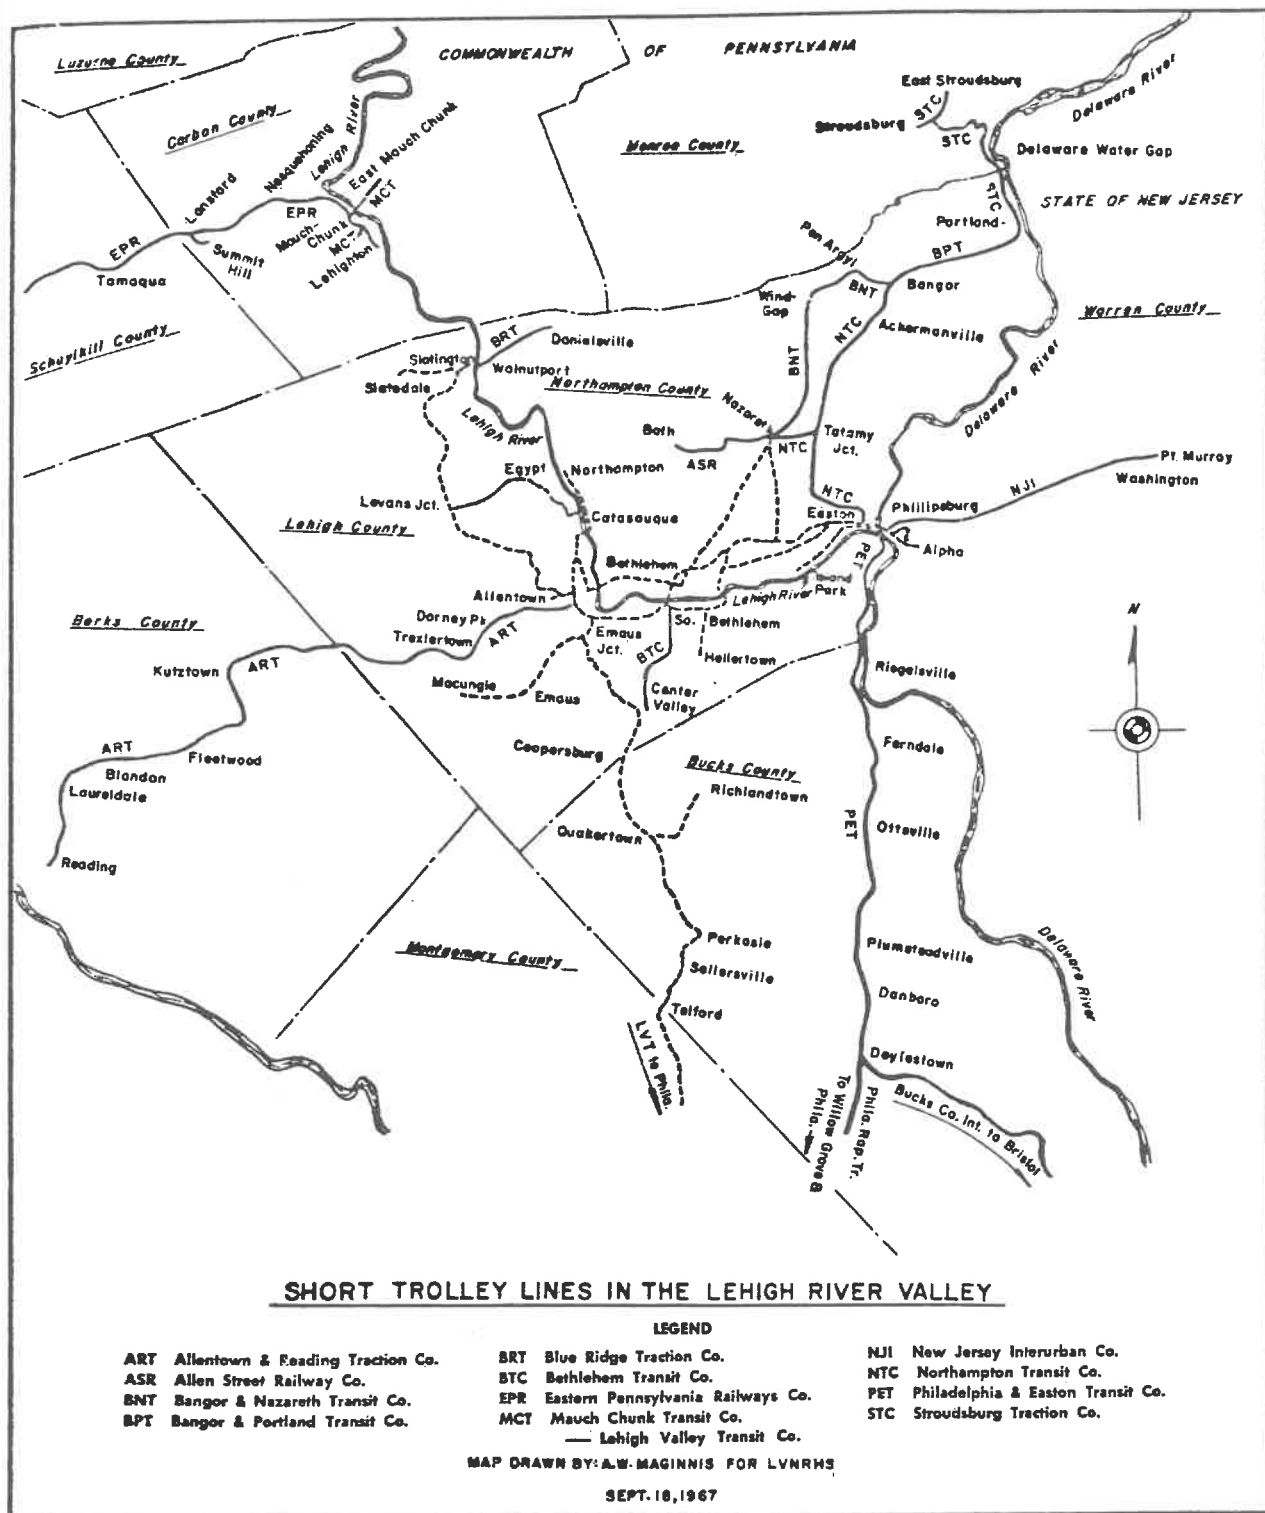 COMMONWEALTH OF PENNSYLVANIA
Luzurne County
Carbon County
Monroe County
East Stroudsburg
STC
Stroudsburg
STC
Delaware River
Delaware Water Gap
STATE OF NEW JERSEY
STC
Portland
BPT
Pen Argyl
Wind-
Gap
BNT
Bangor
NTC
Ackermanville
BNT
Warren County
Delaware River
Nesquehoning
Lehigh River
East Mauch Chunk
MCT
Lansford
EPR
Mauch-
Chunk
MCT
Lehighton
EPR
Summit
Hill
Tamaqua
Schuylkill County
BRT
Danielsville
Slatington
Walnutport
Slatedale
Northampton County
Lehigh River
Nazaret
Bath
ASR
NTC
Tatamy
Jct.
Egypt
Northampton
Levans Jct.
Catasauque
Lehigh County
NTC
Easton
Phillipsburg
NJI
Pt. Murray
Washington
Alpha
PET
Bethlehem
Island
Park
Lehigh River
Allentown
Dorney Pk
Trexlertown
ART
Emaus
Jct.
So. Bethlehem
BTC
Hellertown
Berks County
Kutztown
ART
Macungie
Emaus
Center
Valley
Riegelsville
N
ART
Fleetwood
Blandon
Laureldale
Reading
Coopersburg
Bucks County
Richlandtown
Quakertown
Ferndale
PET
Ottsville
Montgomery County
Perkasie
Sellersville
Telford
LVT to Phila.
Plumsteadville
Danboro
Doylestown
Delaware River
To Willow Grove &
Phila.
Phila. Rap. Tr.
Bucks Co. Int. to Bristol
SHORT TROLLEY LINES IN THE LEHIGH RIVER VALLEY
LEGEND
ART Allentown & Reading Traction Co.
ASR Allen Street Railway Co.
BNT Bangor & Nazareth Transit Co.
BPT Bangor & Portland Transit Co.
BRT Blue Ridge Traction Co.
BTC Bethlehem Transit Co.
EPR Eastern Pennsylvania Railways Co.
MCT Mauch Chunk Transit Co.
— Lehigh Valley Transit Co.
NJI New Jersey Interurban Co.
NTC Northampton Transit Co.
PET Philadelphia & Easton Transit Co.
STC Stroudsburg Traction Co.
MAP DRAWN BY: A.W. MAGINNIS FOR LVNRHS
SEPT. 18, 1967